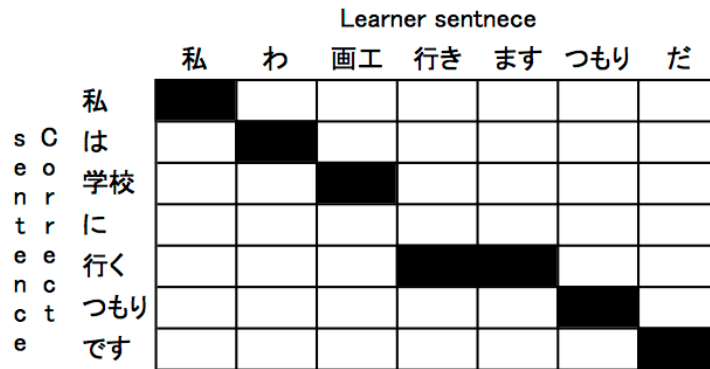 Learner sentnece
私 わ 画工 行き ます つもり だ
Correct sentence
私
は
学校
に
行く
つもり
です